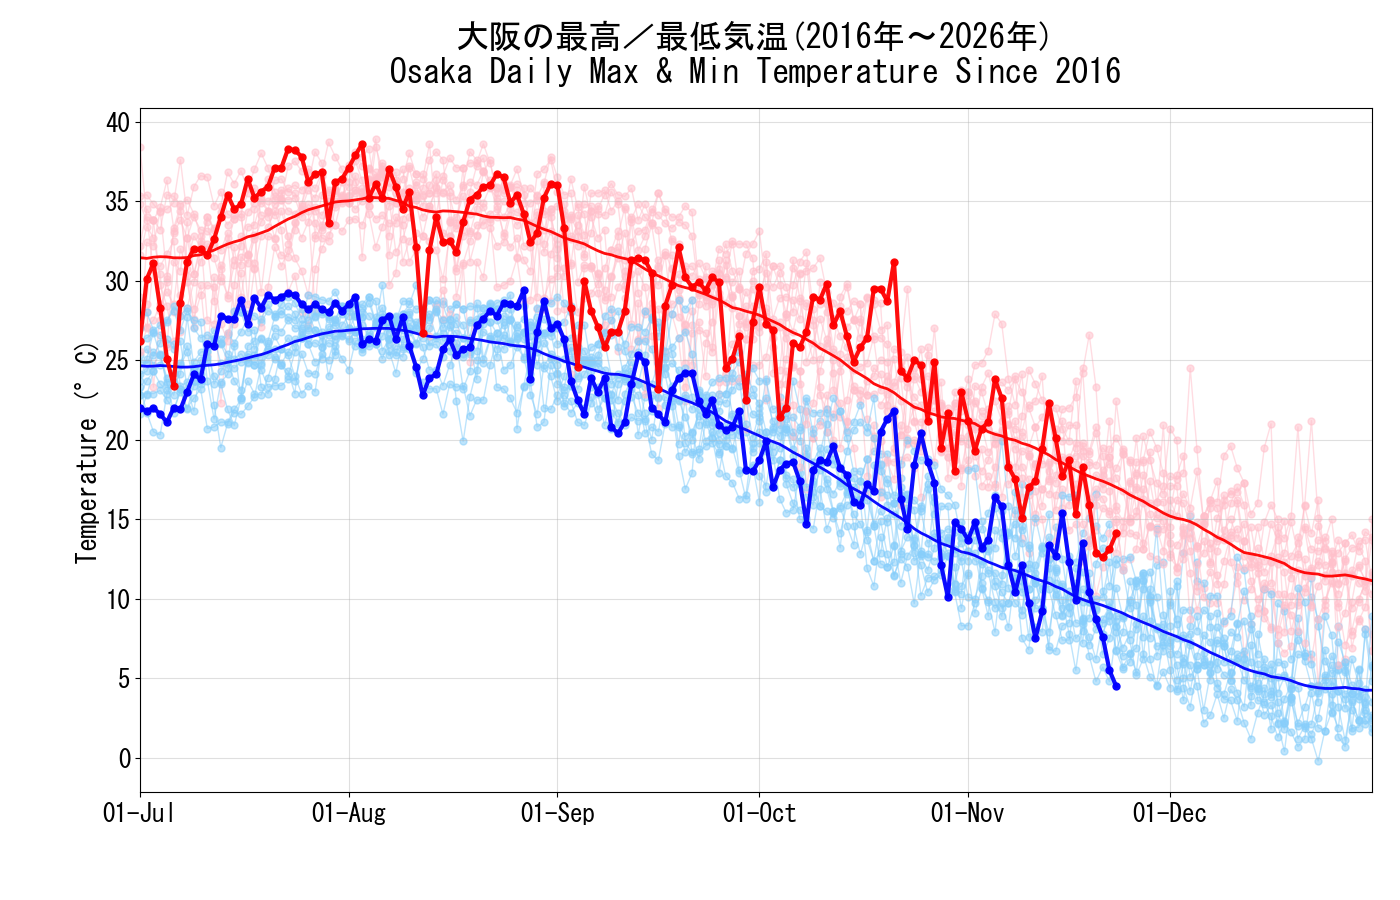 大阪の最高／最低気温(2016年～2026年)
Osaka Daily Max & Min Temperature Since 2016
Temperature (° C)
40
35
30
25
20
15
10
5
0
01-Jul 01-Aug 01-Sep 01-Oct 01-Nov 01-Dec